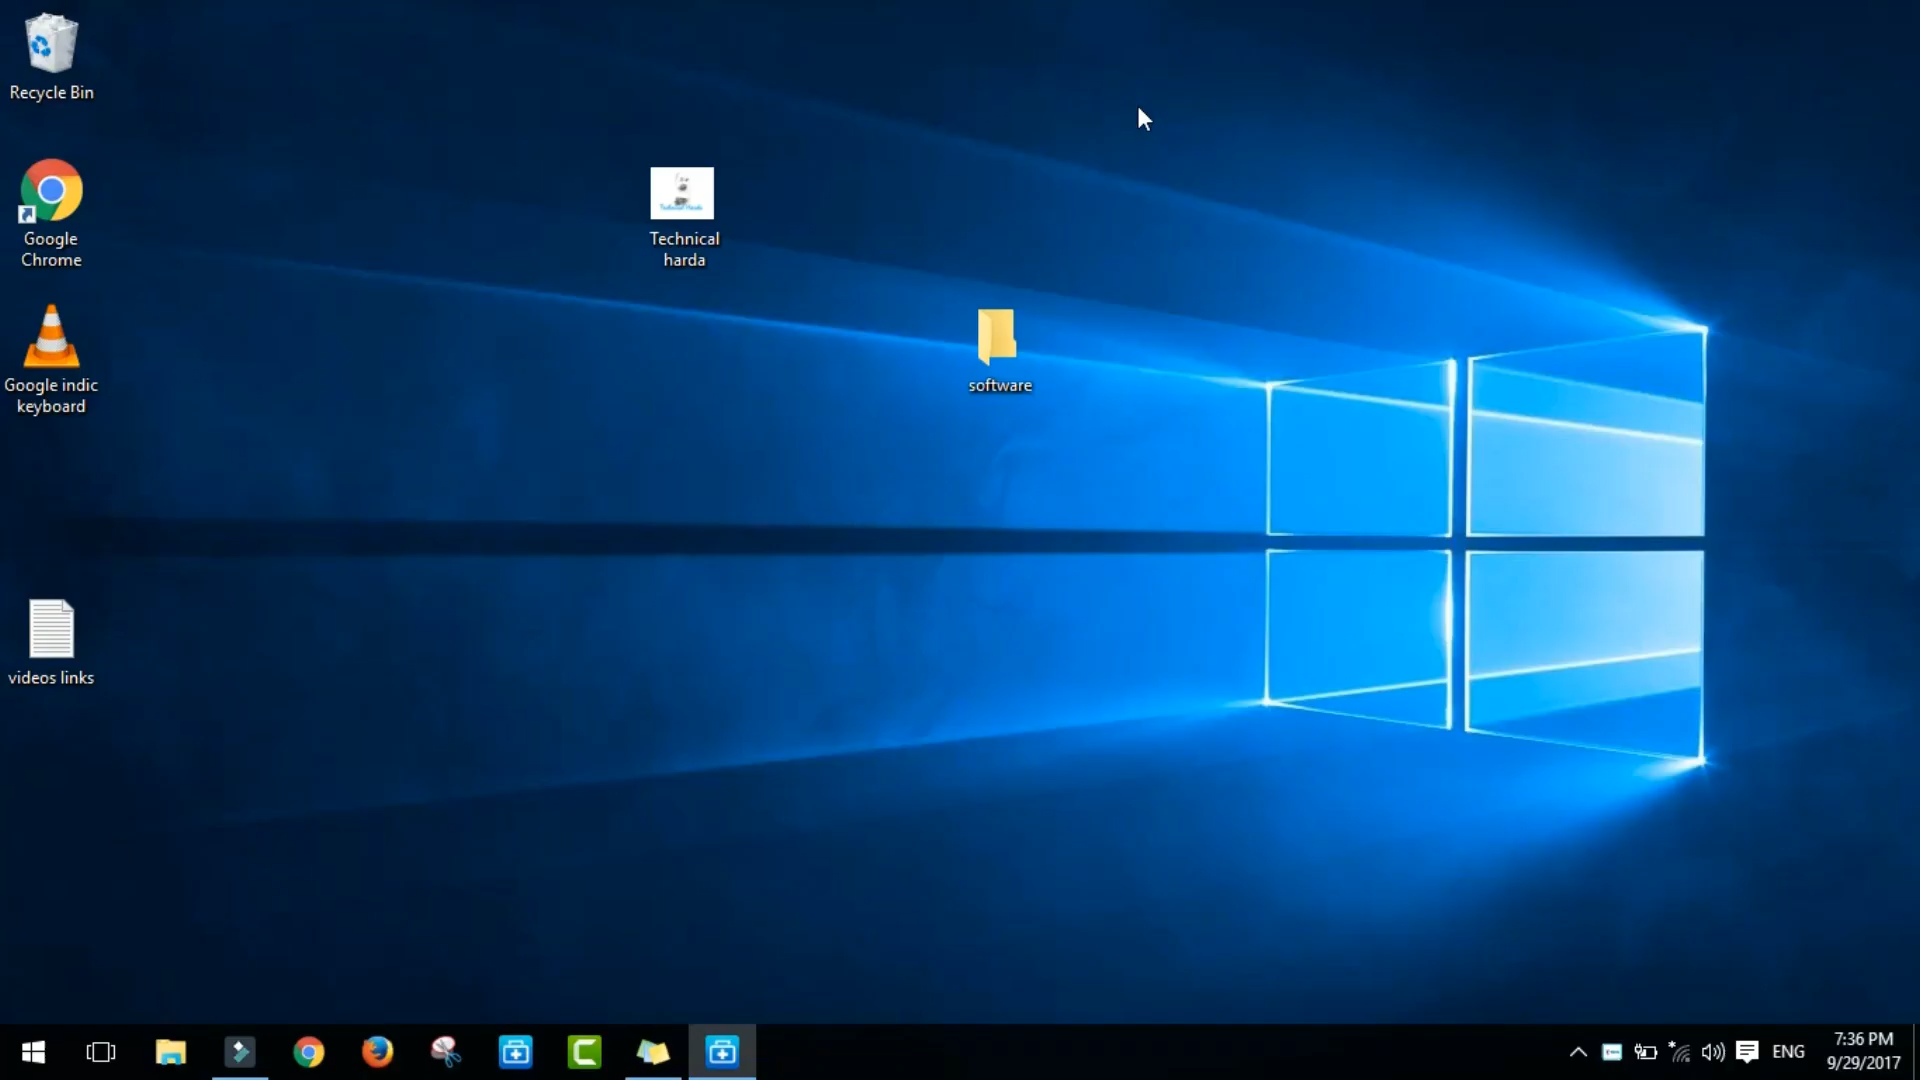 Recycle Bin
Google
Chrome
Google indic
keyboard
videos links
Technical
harda
software
ENG
7:36 PM
9/29/2017